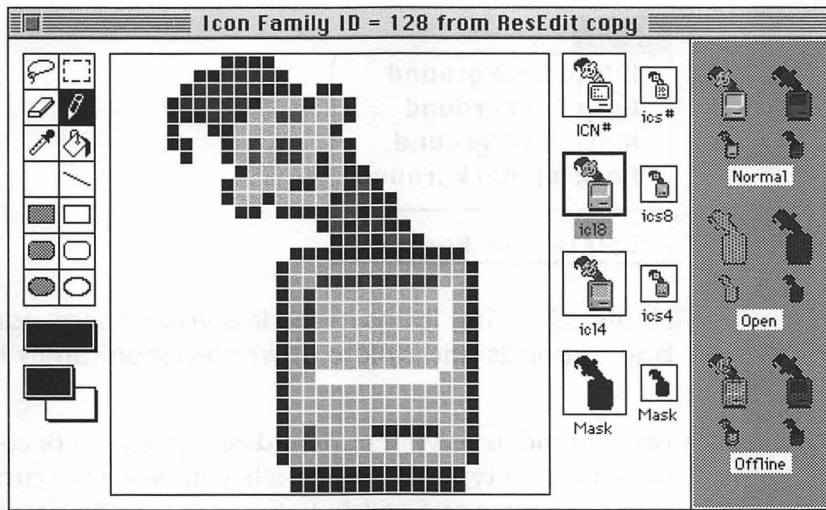 Icon Family ID = 128 from ResEdit copy
ICN#
ics#
Normal
icl8
ics8
Open
icl4
ics4
Mask
Mask
Offline